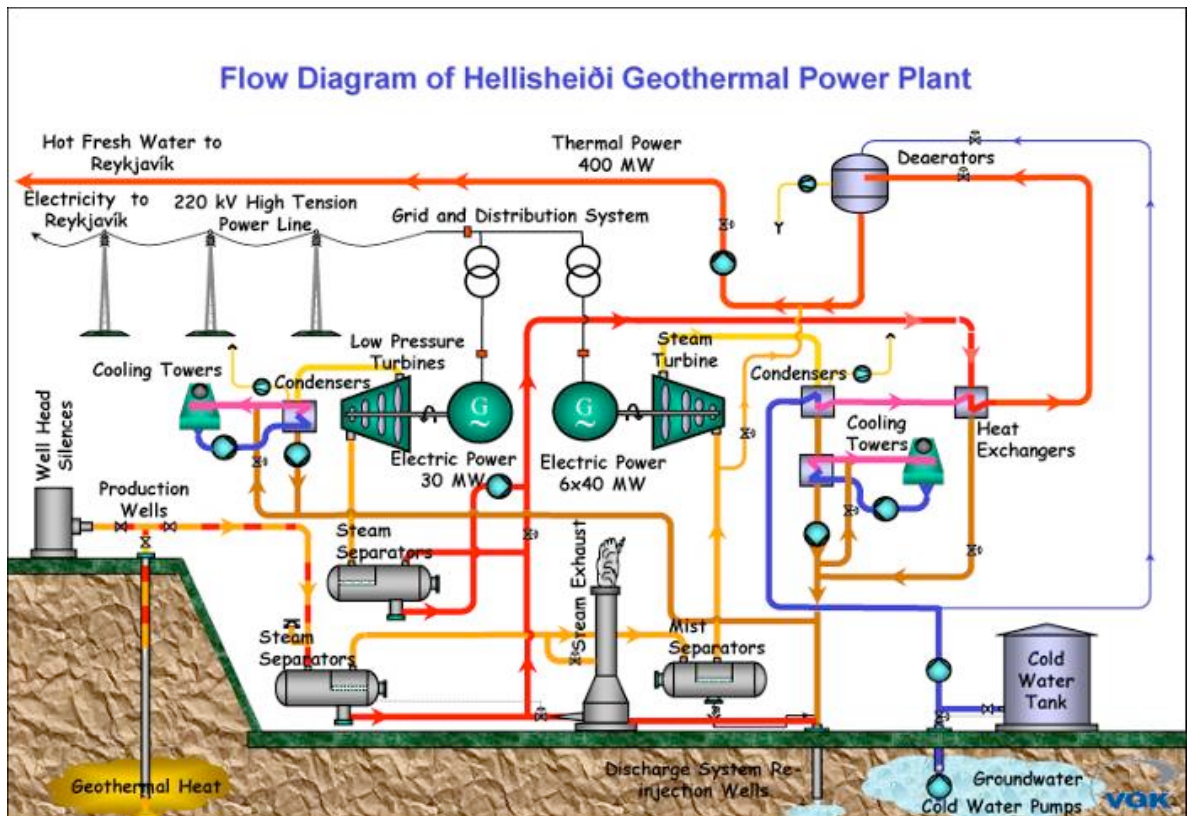 Flow Diagram of Hellisheiði Geothermal Power Plant
Hot Fresh Water to
Reykjavík
Thermal Power
400 MW
Deaerators
Electricity to
Reykjavík
220 kV High Tension
Power Line
Grid and Distribution System
Low Pressure
Turbines
Steam
Turbine
Cooling Towers
Condensers
Condensers
G
~
G
~
Cooling
Towers
Heat
Exchangers
Well Head
Silences
Electric Power
30 MW
Electric Power
6x40 MW
Production
Wells
Steam
Separators
Steam Exhaust
Steam
Separators
Mist
Separators
Cold
Water
Tank
Geothermal Heat
Discharge System Re-
injection Wells
Groundwater
Cold Water Pumps
VGK